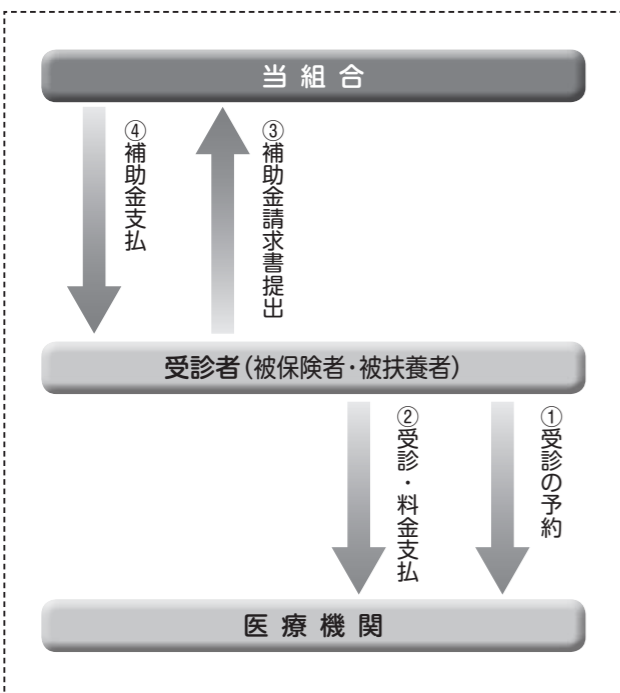 当組合
④補助金支払
③補助金請求書提出
受診者(被保険者・被扶養者)
②受診・料金支払
①受診の予約
医療機関